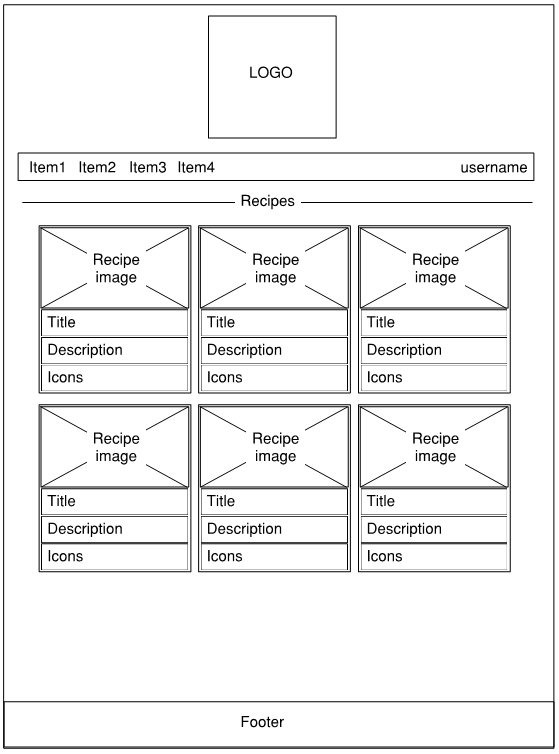 LOGO
Item1 Item2 Item3 Item4 username
Recipes
Recipe Recipe Recipe
image image image
Title Title Title
Description Description Description
Icons Icons Icons
Recipe Recipe Recipe
image image image
Title Title Title
Description Description Description
Icons Icons Icons
Footer